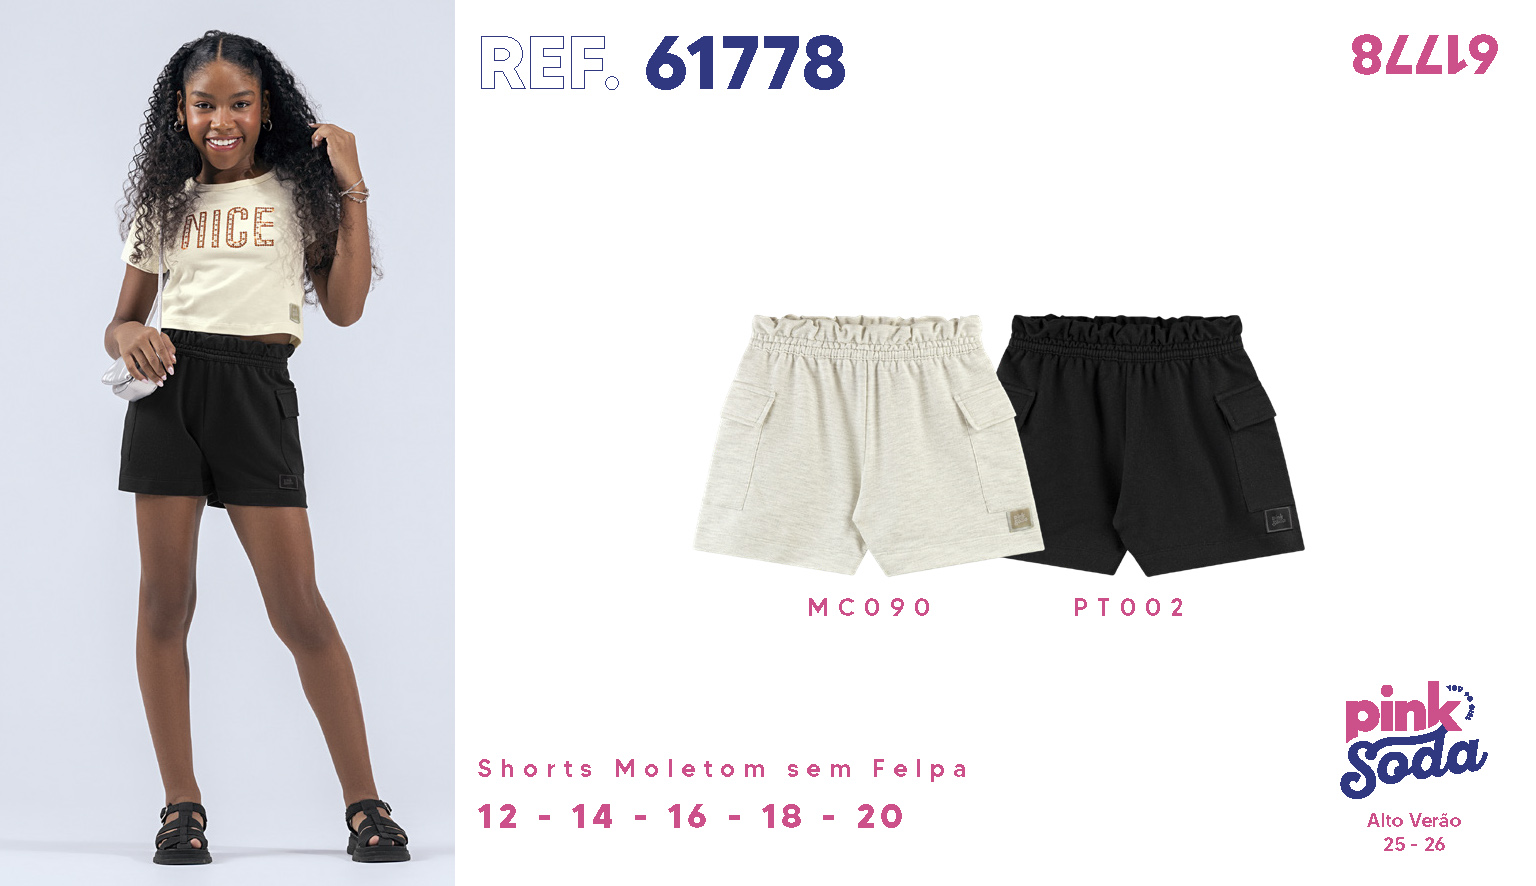 REF. 61778
61778
NICE
MC090
PT002
Shorts Moletom sem Felpa
12 - 14 - 16 - 18 - 20
pink
Soda
Alto Verão
25 - 26